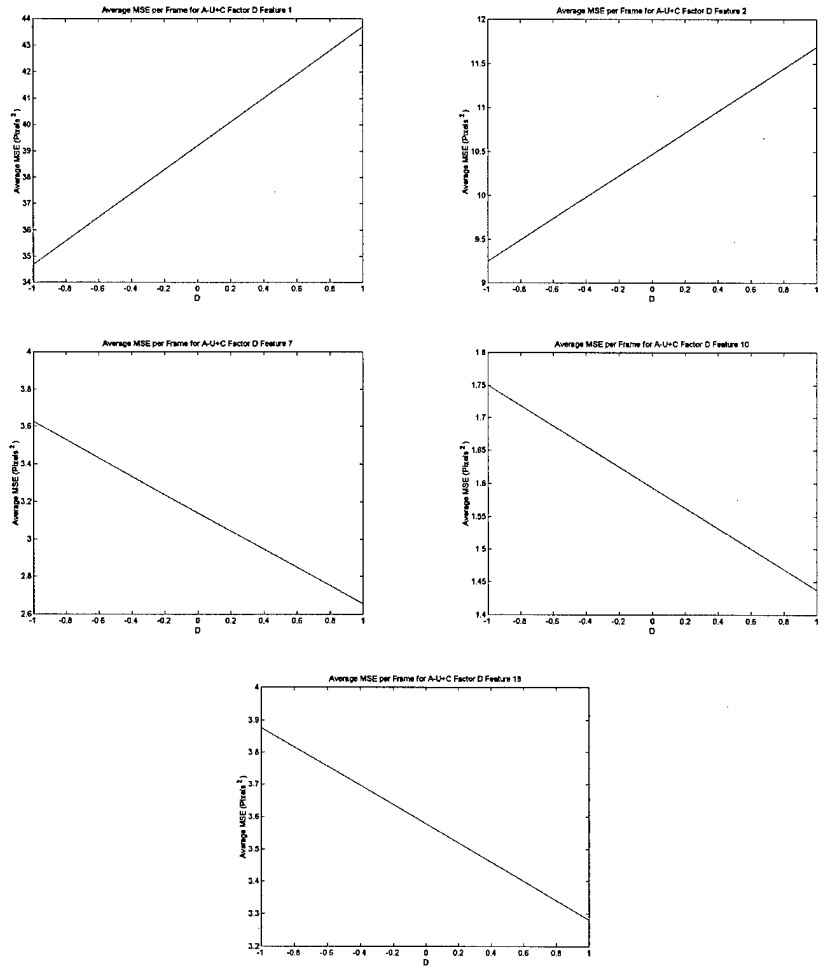 Average MSE per Frame for A-U+C Factor D Feature 1
44
43
42
41
40
39
38
37
36
35
34
Average MSE (Pixels ²)
-1 -0.8 -0.6 -0.4 -0.2 0 0.2 0.4 0.6 0.8 1
D
Average MSE per Frame for A-U+C Factor D Feature 2
12
11.5
11
10.5
10
9.5
9
Average MSE (Pixels ²)
-1 -0.8 -0.6 -0.4 -0.2 0 0.2 0.4 0.6 0.8 1
D
Average MSE per Frame for A-U+C Factor D Feature 7
4
3.8
3.6
3.4
3.2
3
2.8
2.6
Average MSE (Pixels ²)
-1 -0.8 -0.6 -0.4 -0.2 0 0.2 0.4 0.6 0.8 1
D
Average MSE per Frame for A-U+C Factor D Feature 10
1.8
1.75
1.7
1.65
1.6
1.55
1.5
1.45
1.4
Average MSE (Pixels ²)
-1 -0.8 -0.6 -0.4 -0.2 0 0.2 0.4 0.6 0.8 1
D
Average MSE per Frame for A-U+C Factor D Feature
4
3.9
3.8
3.7
3.6
3.5
3.4
3.3
3.2
Average MSE (Pixels ²)
-1 -0.8 -0.6 -0.4 -0.2 0 0.2 0.4 0.6 0.8 1
D